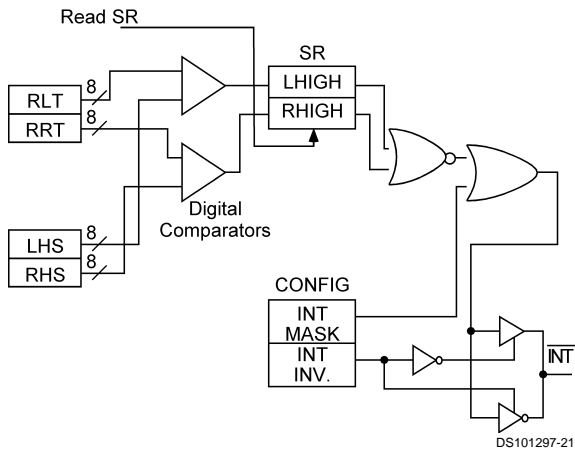 Read SR
SR
LHIGH
RHIGH
8
RLT
8
RRT
Digital
Comparators
8
LHS
8
RHS
CONFIG
INT
MASK
INT
INV.
INT
DS101297-21